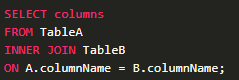 SELECT columns
FROM TableA
INNER JOIN TableB
ON A.columnName = B.columnName;